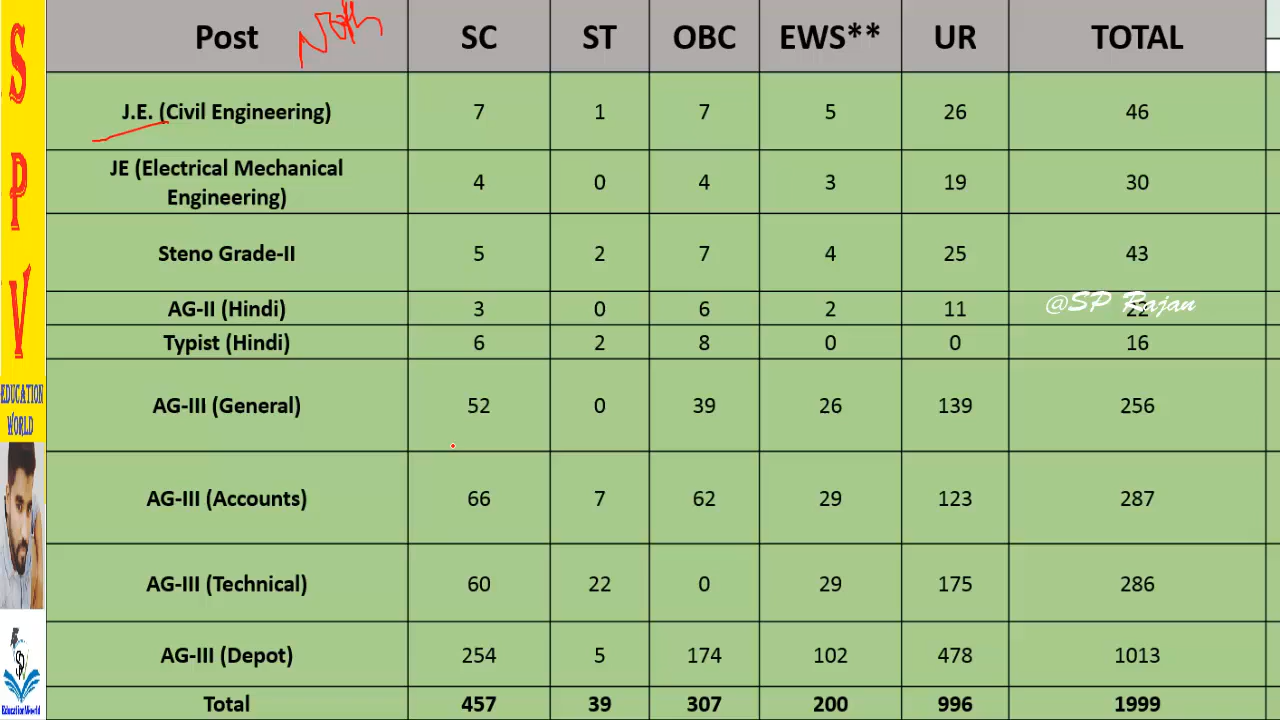 S
P
V
EDUCATION
WORLD
Education World
North
Post SC ST OBC EWS** UR TOTAL
J.E. (Civil Engineering) 7 1 7 5 26 46
JE (Electrical Mechanical
Engineering) 4 0 4 3 19 30
Steno Grade-II 5 2 7 4 25 43
AG-II (Hindi) 3 0 6 2 11 22
@SP Rajan
Typist (Hindi) 6 2 8 0 0 16
AG-III (General) 52 0 39 26 139 256
AG-III (Accounts) 66 7 62 29 123 287
AG-III (Technical) 60 22 0 29 175 286
AG-III (Depot) 254 5 174 102 478 1013
Total 457 39 307 200 996 1999